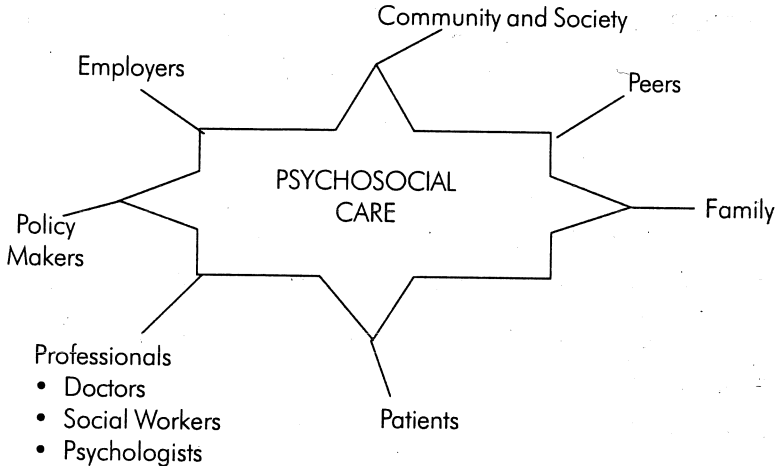 Community and Society
Employers
Peers
PSYCHOSOCIAL
CARE
Family
Policy
Makers
Professionals
• Doctors
• Social Workers
• Psychologists
Patients